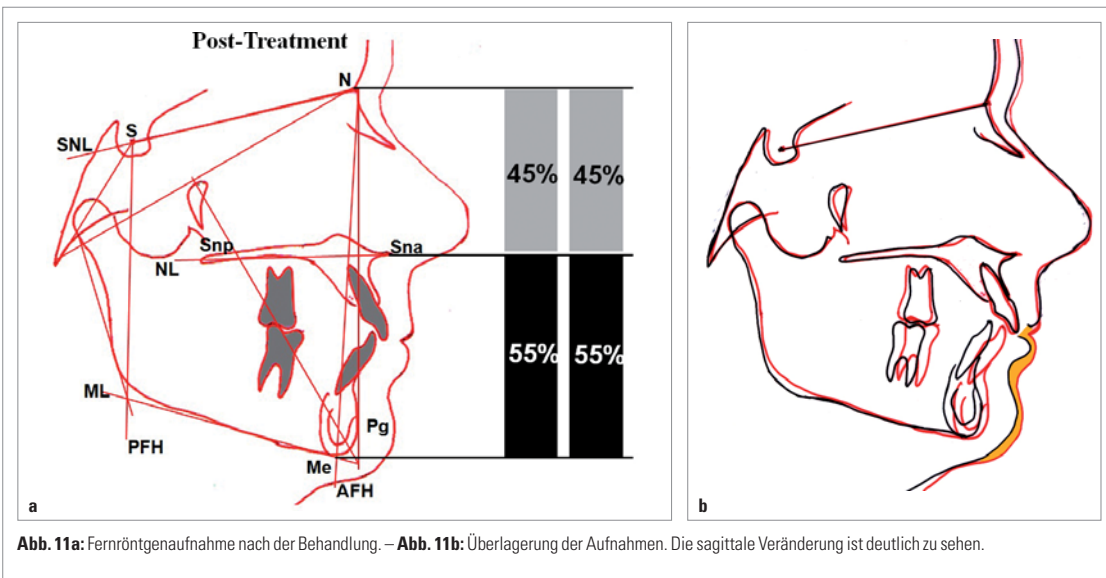 Post-Treatment
N
S
SNL
45% 45%
Snp
Sna
NL
55% 55%
ML
Pg
PFH
Me
AFH
a
b
Abb. 11a: Fernröntgenaufnahme nach der Behandlung. – Abb. 11b: Überlagerung der Aufnahmen. Die sagittale Veränderung ist deutlich zu sehen.